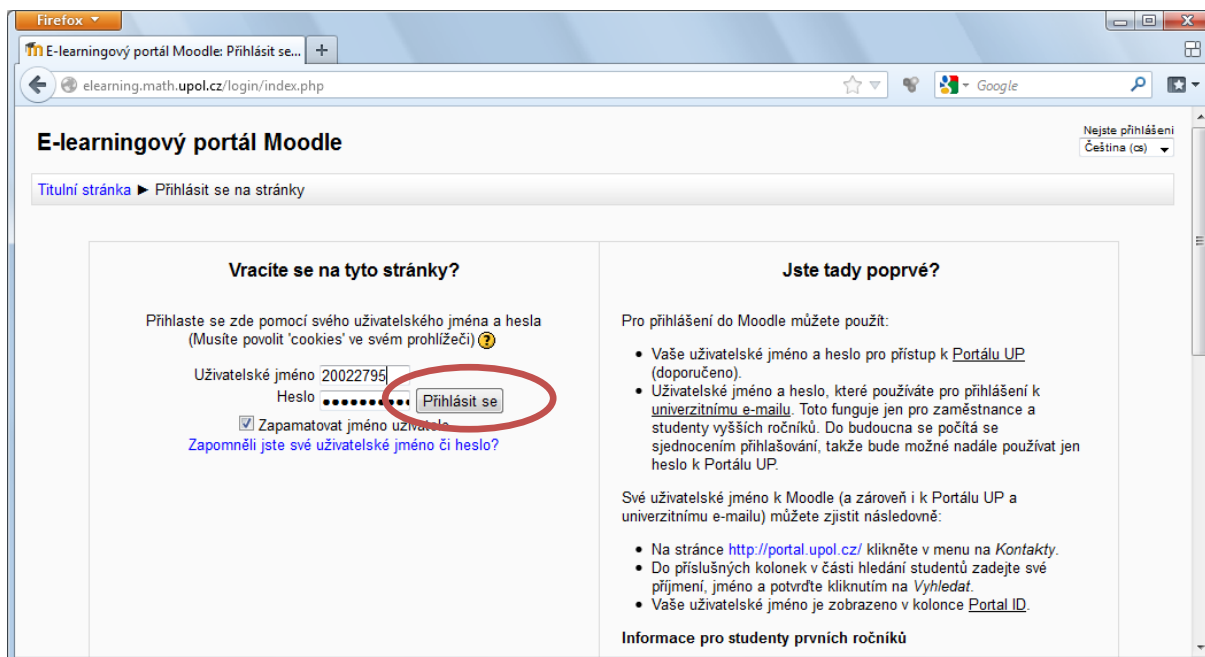 Firefox
E-learningový portál Moodle: Přihlásit se...
elearning.math.upol.cz/login/index.php
Google
E-learningový portál Moodle
Nejste přihlášeni
Čeština (cs)
Titulní stránka ► Přihlásit se na stránky
Vracíte se na tyto stránky?
Přihlaste se zde pomocí svého uživatelského jména a hesla
(Musíte povolit 'cookies' ve svém prohlížeči) ?
Uživatelské jméno 20022795
Heslo ●●●●●●●●●● Přihlásit se
Zapamatovat jméno uživatele
Zapomněli jste své uživatelské jméno či heslo?
Jste tady poprvé?
Pro přihlášení do Moodle můžete použít:
• Vaše uživatelské jméno a heslo pro přístup k Portálu UP
(doporučeno).
• Uživatelské jméno a heslo, které používáte pro přihlášení k
univerzitnímu e-mailu. Toto funguje jen pro zaměstnance a
studenty vyšších ročníků. Do budoucna se počítá se
sjednocením přihlašování, takže bude možné nadále používat jen
heslo k Portálu UP.
Své uživatelské jméno k Moodle (a zároveň i k Portálu UP a
univerzitnímu e-mailu) můžete zjistit následovně:
• Na stránce http://portal.upol.cz/ klikněte v menu na Kontakty.
• Do příslušných kolonek v části hledání studentů zadejte své
příjmení, jméno a potvrďte kliknutím na Vyhledat.
• Vaše uživatelské jméno je zobrazeno v kolonce Portal ID.
Informace pro studenty prvních ročníků